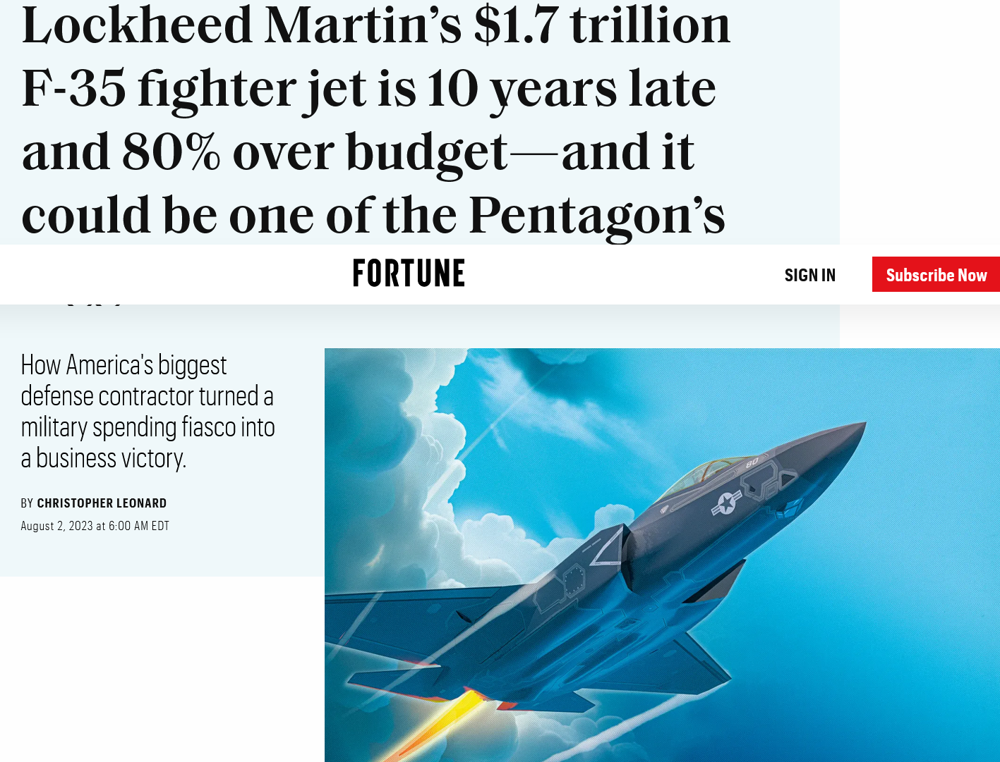 Lockheed Martin’s $1.7 trillion
F-35 fighter jet is 10 years late
and 80% over budget—and it
could be one of the Pentagon’s
FORTUNE
SIGN IN
Subscribe Now
How America's biggest
defense contractor turned a
military spending fiasco into
a business victory.
BY CHRISTOPHER LEONARD
August 2, 2023 at 6:00 AM EDT
80